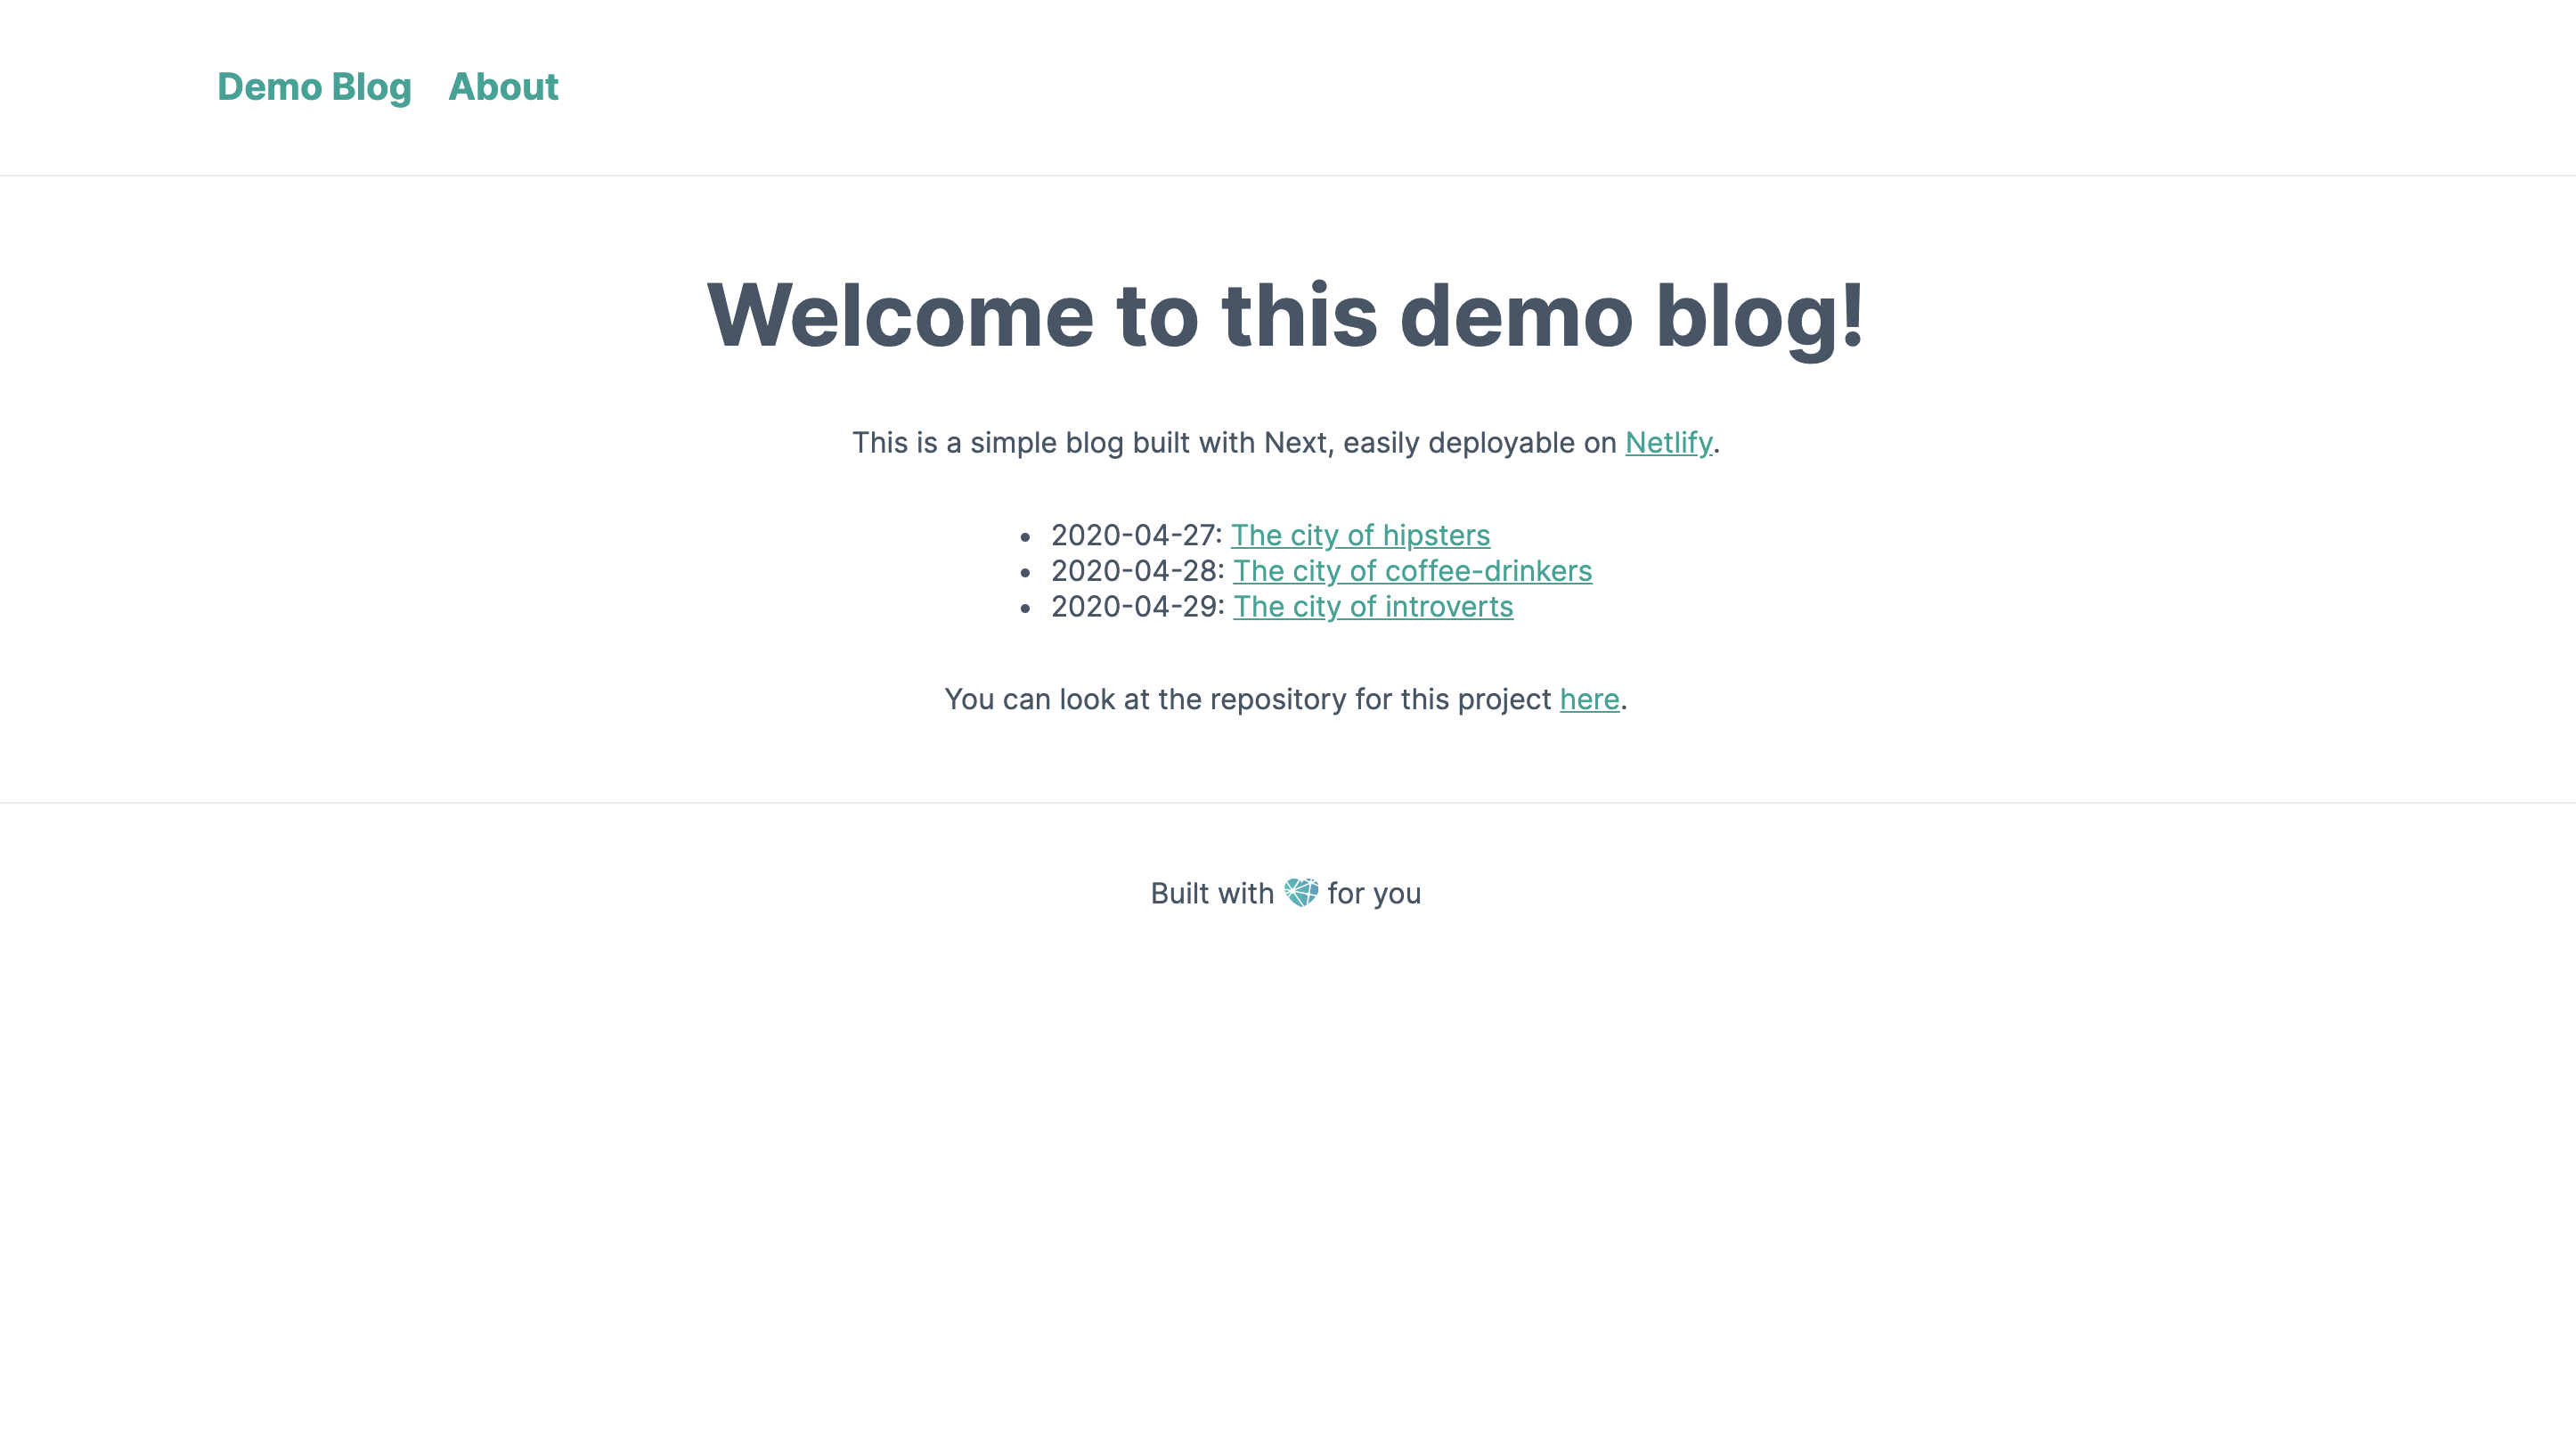 Demo Blog About
Welcome to this demo blog!
This is a simple blog built with Next, easily deployable on Netlify.
• 2020-04-27: The city of hipsters
• 2020-04-28: The city of coffee-drinkers
• 2020-04-29: The city of introverts
You can look at the repository for this project here.
Built with for you